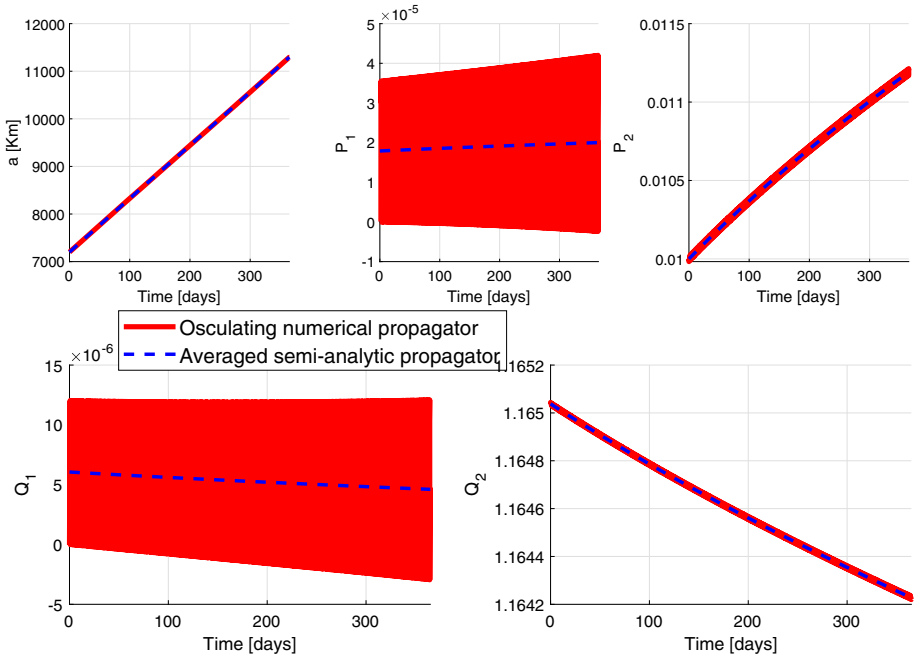 12000
11000
10000
9000
8000
7000
a [Km]
0 100 200 300
Time [days]
×10⁻⁵
5
4
3
2
1
0
-1
P₁
0 100 200 300
Time [days]
0.0115
0.011
0.0105
0.01
P₂
0 100 200 300
Time [days]
Osculating numerical propagator
Averaged semi-analytic propagator
×10⁻⁶
15
10
5
0
-5
Q₁
0 100 200 300
Time [days]
1.1652
1.165
1.1648
1.1646
1.1644
1.1642
Q₂
0 100 200 300
Time [days]